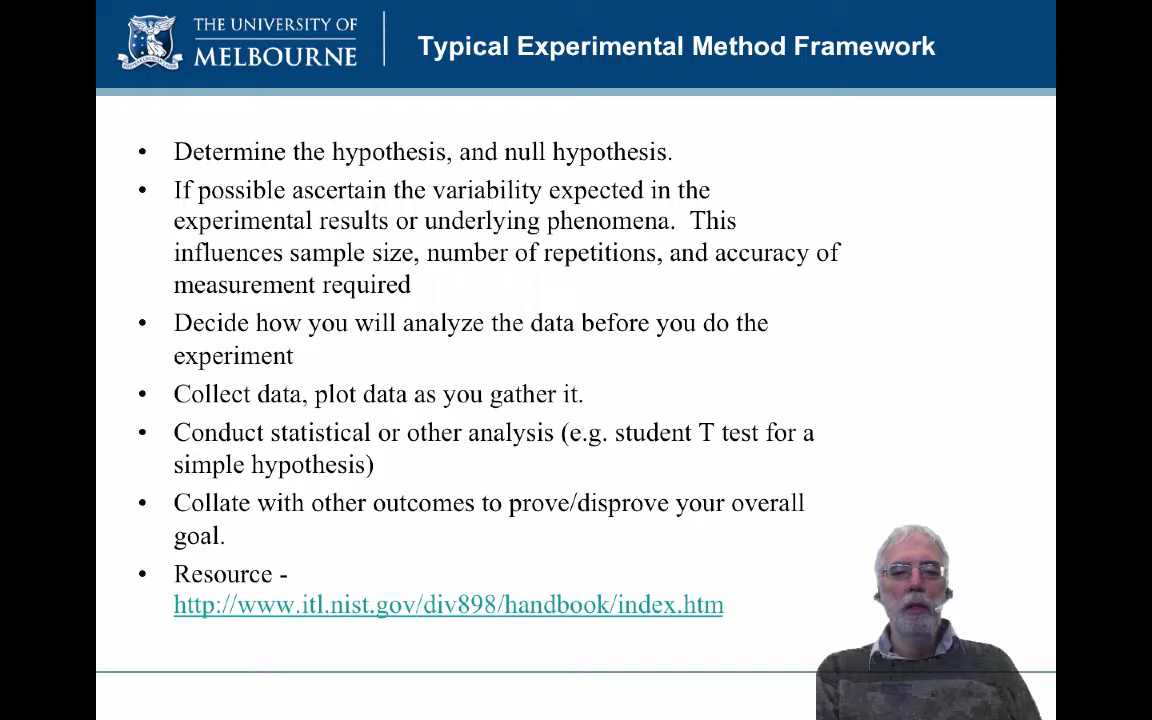 THE UNIVERSITY OF
MELBOURNE
Typical Experimental Method Framework
• Determine the hypothesis, and null hypothesis.
• If possible ascertain the variability expected in the
experimental results or underlying phenomena.  This
influences sample size, number of repetitions, and accuracy of
measurement required
• Decide how you will analyze the data before you do the
experiment
• Collect data, plot data as you gather it.
• Conduct statistical or other analysis (e.g. student T test for a
simple hypothesis)
• Collate with other outcomes to prove/disprove your overall
goal.
• Resource -
http://www.itl.nist.gov/div898/handbook/index.htm